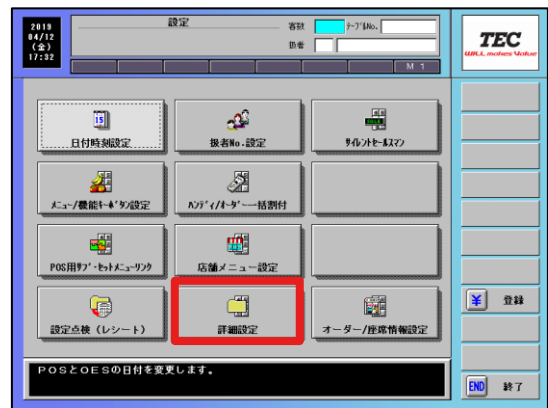 2019
04/12
(金)
17:32
設定
客数
ﾃｰﾌﾞﾙNo.
扱者
M 1
TEC
WILL makes Value
15
日付時刻設定
扱者No.設定
ｻｲﾚﾝﾄｾｰﾙｽﾏﾝ
ﾒﾆｭｰ/機能ｷｰﾎﾞﾀﾝ設定
ﾊﾝﾃﾞｨ/ｵｰﾀﾞｰ一括割付
POS用ｻﾌﾞ･ｾｯﾄﾒﾆｭｰﾘﾝｸ
店舗メニュー設定
設定点検 (レシート)
詳細設定
オーダー/座席情報設定
¥ 登録
POSとOESの日付を変更します。
END 終了